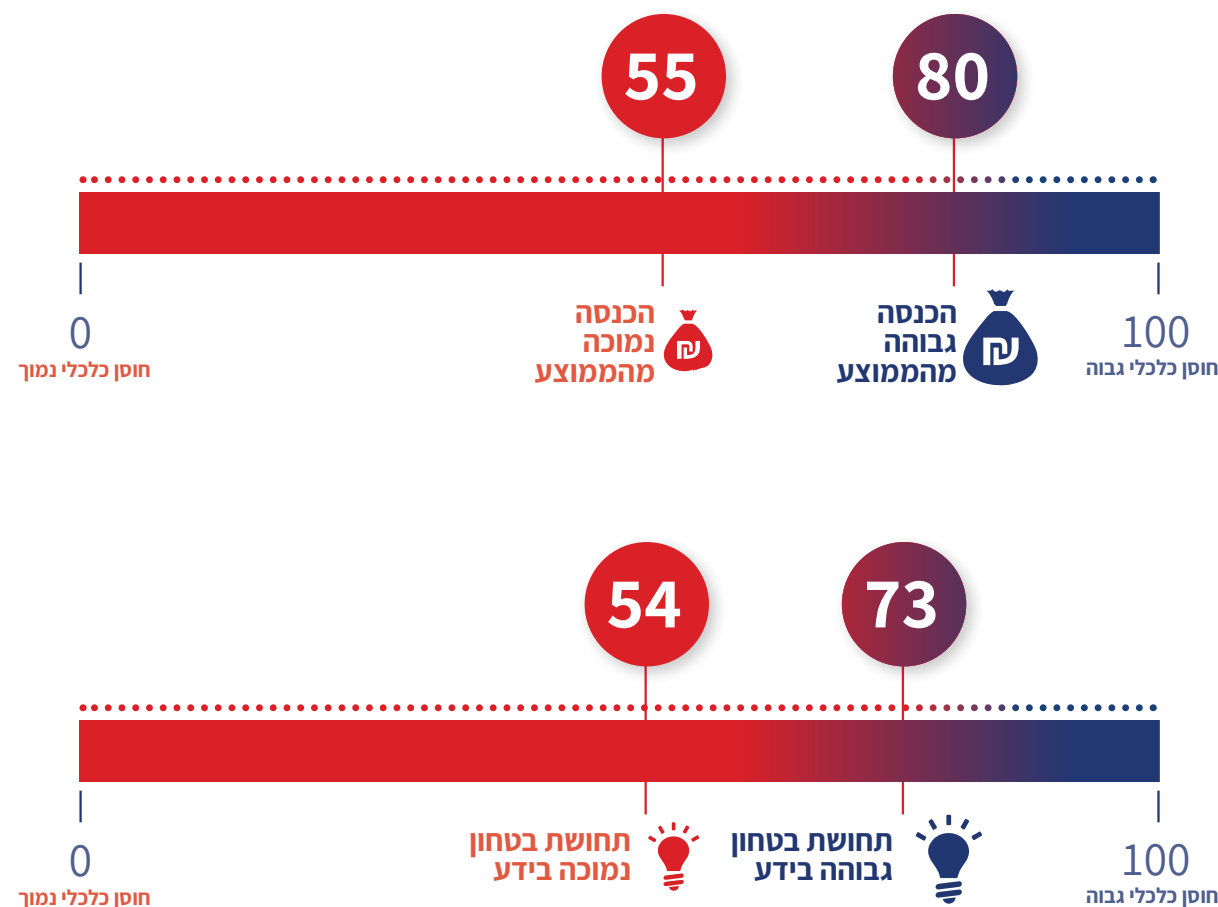 55
80
0
חוסן כלכלי נמוך
הכנסה
נמוכה
מהממוצע
₪
הכנסה
גבוהה
מהממוצע
₪
100
חוסן כלכלי גבוה
54
73
0
חוסן כלכלי נמוך
תחושת בטחון
נמוכה בידע
תחושת בטחון
גבוהה בידע
100
חוסן כלכלי גבוה